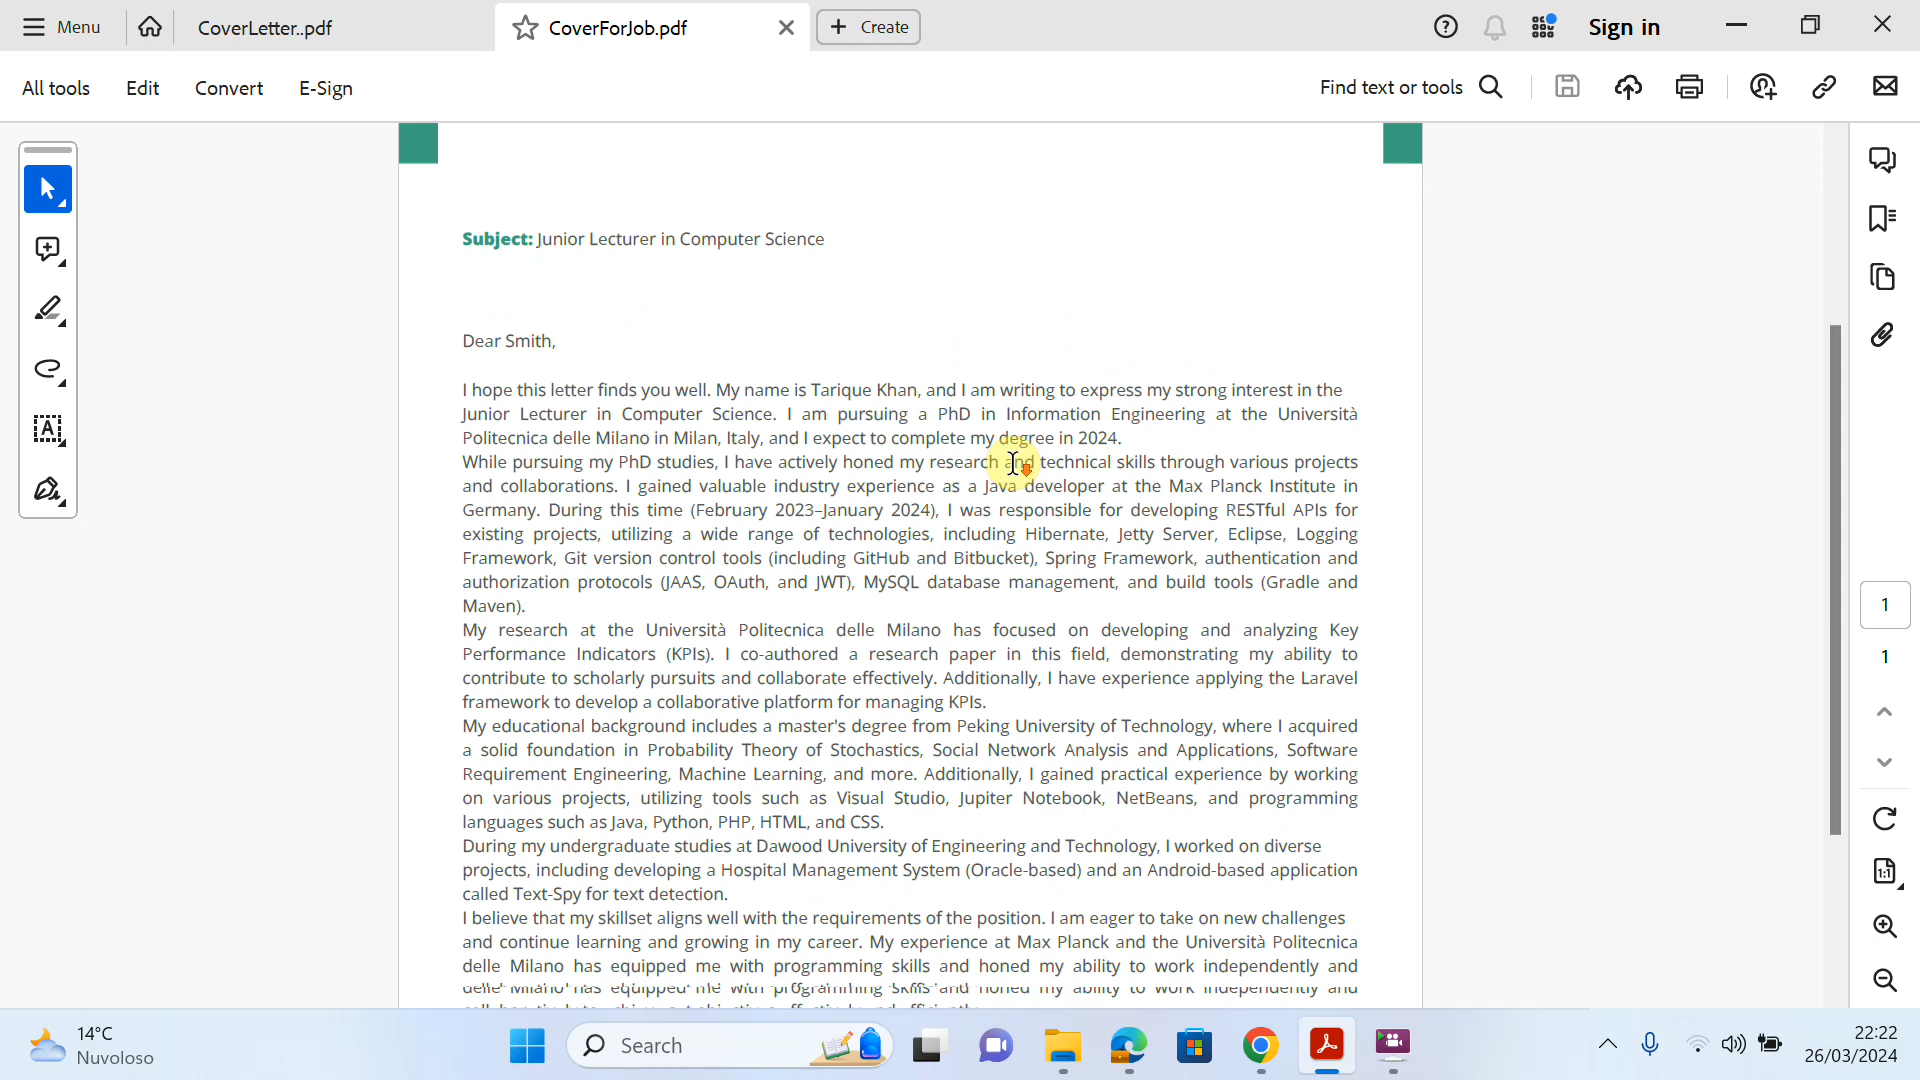 Menu
CoverLetter..pdf
CoverForJob.pdf
Create
Sign in
All tools
Edit
Convert
E-Sign
Find text or tools
Subject: Junior Lecturer in Computer Science
Dear Smith,
I hope this letter finds you well. My name is Tarique Khan, and I am writing to express my strong interest in the
Junior Lecturer in Computer Science. I am pursuing a PhD in Information Engineering at the Università
Politecnica delle Milano in Milan, Italy, and I expect to complete my degree in 2024.
While pursuing my PhD studies, I have actively honed my research and technical skills through various projects
and collaborations. I gained valuable industry experience as a Java developer at the Max Planck Institute in
Germany. During this time (February 2023–January 2024), I was responsible for developing RESTful APIs for
existing projects, utilizing a wide range of technologies, including Hibernate, Jetty Server, Eclipse, Logging
Framework, Git version control tools (including GitHub and Bitbucket), Spring Framework, authentication and
authorization protocols (JAAS, OAuth, and JWT), MySQL database management, and build tools (Gradle and
Maven).
My research at the Università Politecnica delle Milano has focused on developing and analyzing Key
Performance Indicators (KPIs). I co-authored a research paper in this field, demonstrating my ability to
contribute to scholarly pursuits and collaborate effectively. Additionally, I have experience applying the Laravel
framework to develop a collaborative platform for managing KPIs.
My educational background includes a master's degree from Peking University of Technology, where I acquired
a solid foundation in Probability Theory of Stochastics, Social Network Analysis and Applications, Software
Requirement Engineering, Machine Learning, and more. Additionally, I gained practical experience by working
on various projects, utilizing tools such as Visual Studio, Jupiter Notebook, NetBeans, and programming
languages such as Java, Python, PHP, HTML, and CSS.
During my undergraduate studies at Dawood University of Engineering and Technology, I worked on diverse
projects, including developing a Hospital Management System (Oracle-based) and an Android-based application
called Text-Spy for text detection.
I believe that my skillset aligns well with the requirements of the position. I am eager to take on new challenges
and continue learning and growing in my career. My experience at Max Planck and the Università Politecnica
delle Milano has equipped me with programming skills and honed my ability to work independently and
delle Milano has equipped me with programming skills and honed my ability to work independently and
1
1
1:1
14°C
Nuvoloso
Search
22:22
26/03/2024